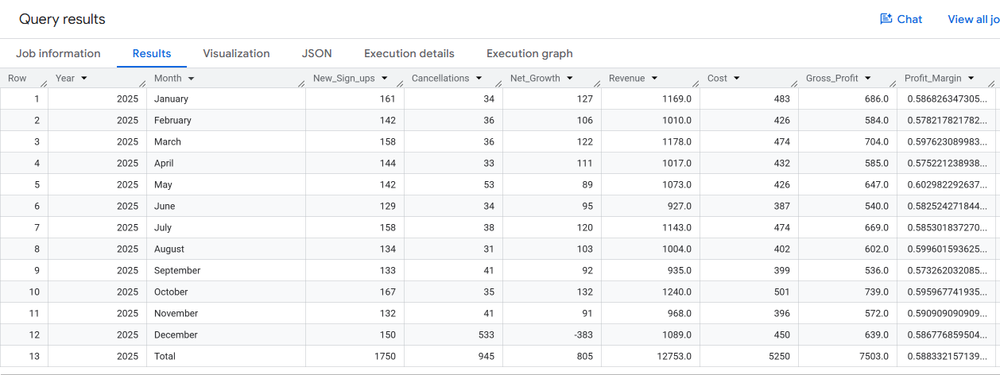 Query results Chat View all jo
Job information Results Visualization JSON Execution details Execution graph
Row Year Month New_Sign_ups Cancellations Net_Growth Revenue Cost Gross_Profit Profit_Margin
1 2025 January 161 34 127 1169.0 483 686.0 0.586826347305...
2 2025 February 142 36 106 1010.0 426 584.0 0.578217821782...
3 2025 March 158 36 122 1178.0 474 704.0 0.597623089983...
4 2025 April 144 33 111 1017.0 432 585.0 0.575221238938...
5 2025 May 142 53 89 1073.0 426 647.0 0.602982292637...
6 2025 June 129 34 95 927.0 387 540.0 0.582524271844...
7 2025 July 158 38 120 1143.0 474 669.0 0.585301837270...
8 2025 August 134 31 103 1004.0 402 602.0 0.599601593625...
9 2025 September 133 41 92 935.0 399 536.0 0.573262032085...
10 2025 October 167 35 132 1240.0 501 739.0 0.595967741935...
11 2025 November 132 41 91 968.0 396 572.0 0.590909090909...
12 2025 December 150 533 -383 1089.0 450 639.0 0.586776859504...
13 2025 Total 1750 945 805 12753.0 5250 7503.0 0.588332157139...